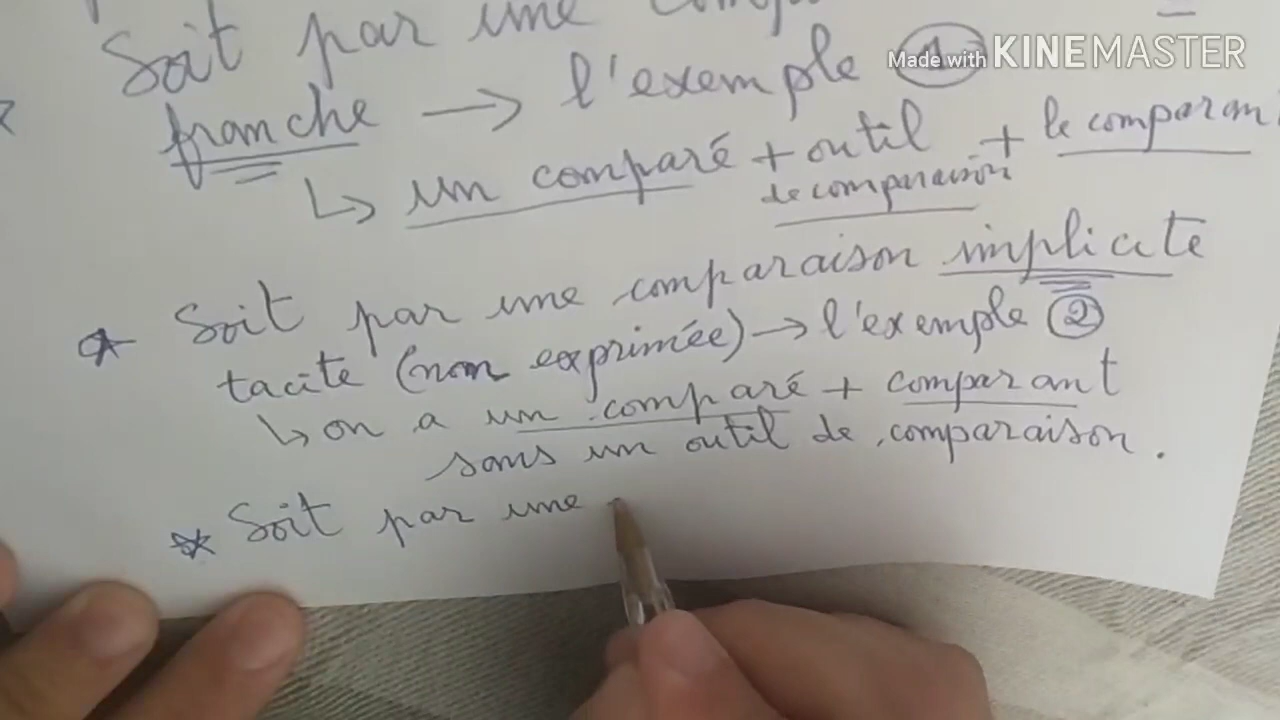 Soit par une
franche → l'exemple ①
Made with KINEMASTER
↳ un comparé + outil + le comparant
de comparaison
* Soit par une comparaison implicite
tacite (non exprimée) → l'exemple ②
↳ on a un comparé + comparant
sans un outil de comparaison.
* Soit par une